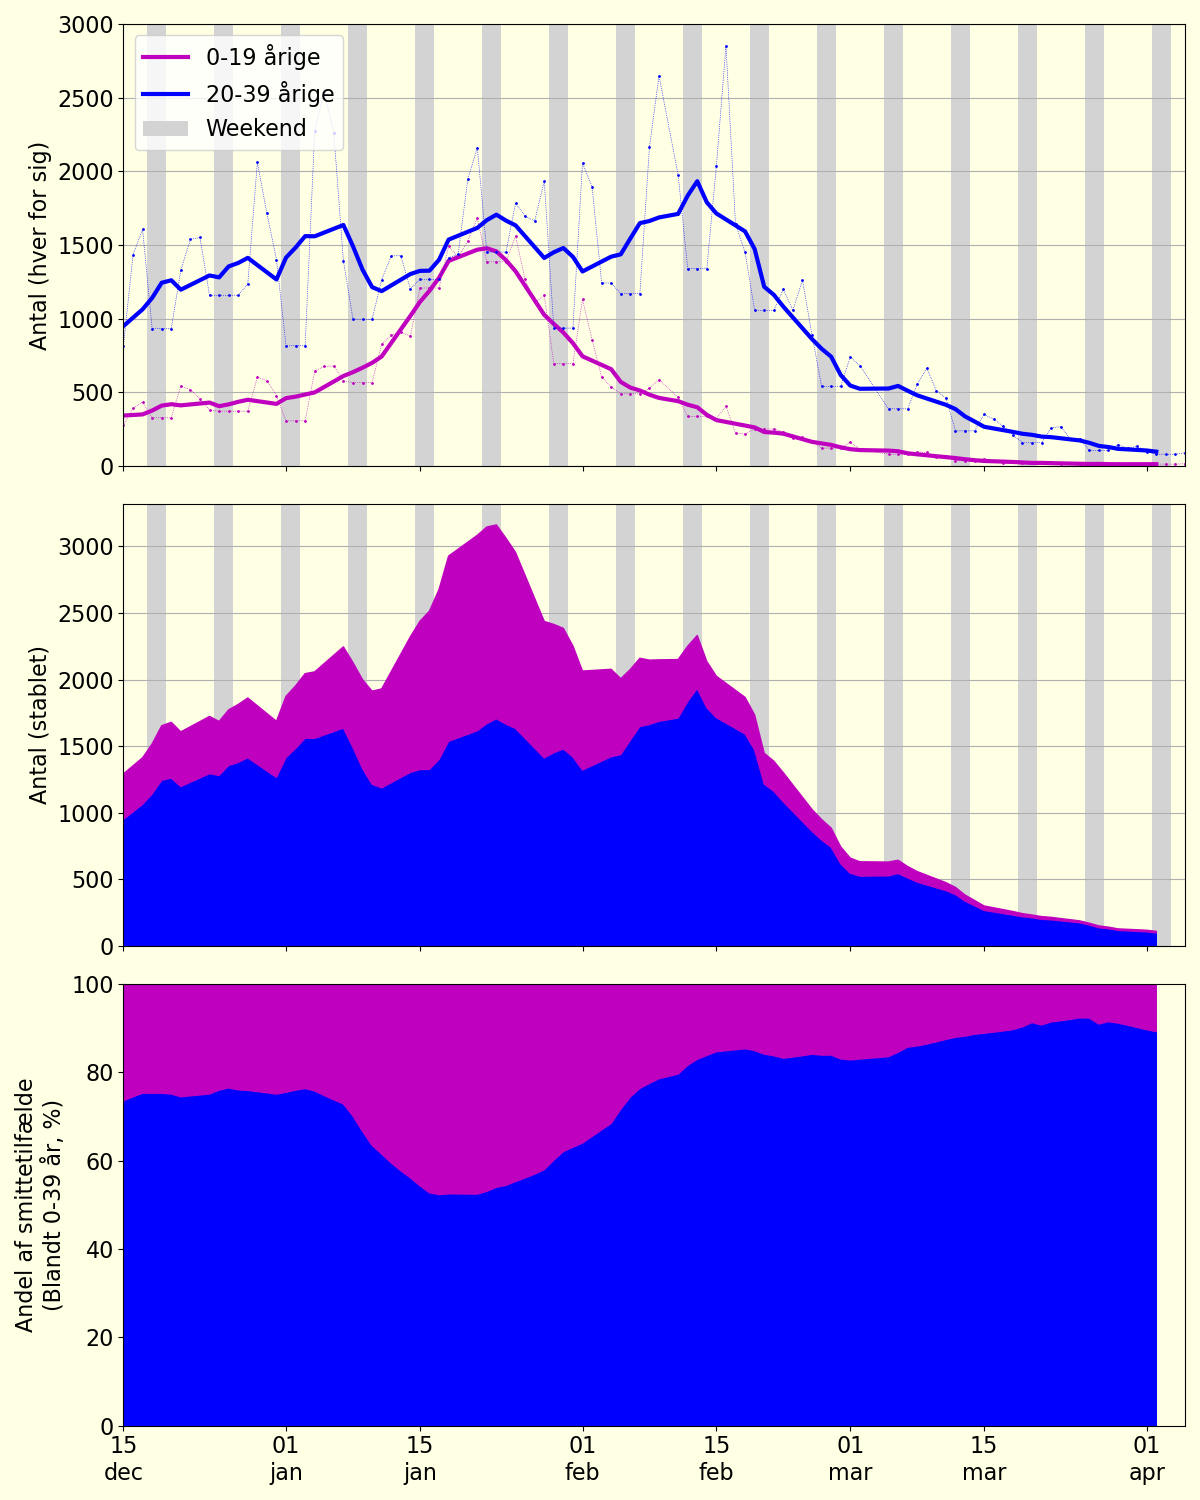 3000
2500
2000
1500
1000
500
0
Antal (hver for sig)
0-19 årige
20-39 årige
Weekend
3000
2500
2000
1500
1000
500
0
Antal (stablet)
100
80
60
40
20
0
Andel af smittetilfælde
(Blandt 0-39 år, %)
15 01 15 01 15 01 15 01
dec jan jan feb feb mar mar apr